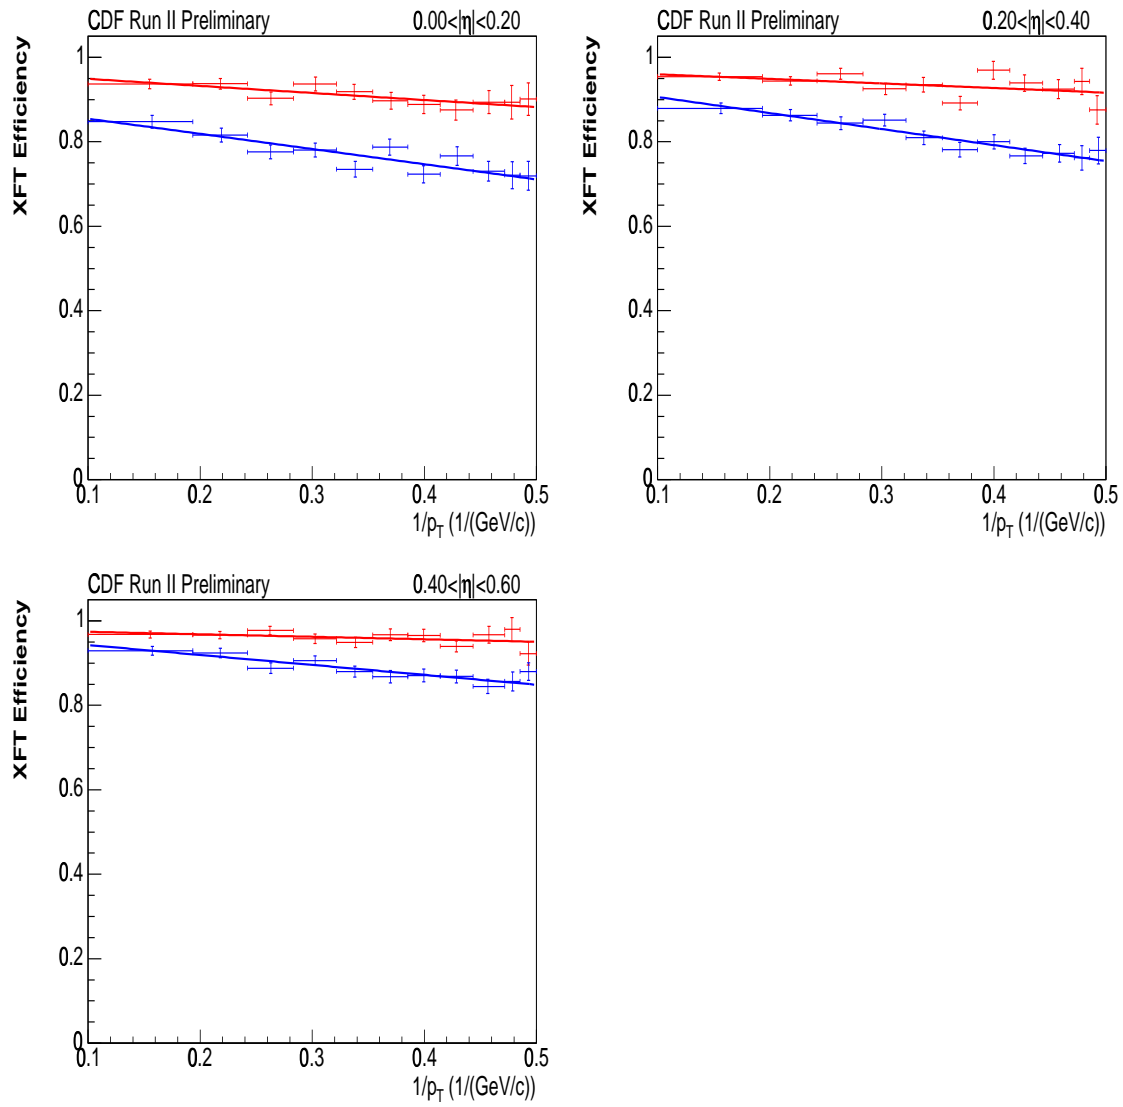 CDF Run II Preliminary 0.00<|η|<0.20
XFT Efficiency
1
0.8
0.6
0.4
0.2
0
0.1 0.2 0.3 0.4 0.5
1/pT (1/(GeV/c))
CDF Run II Preliminary 0.20<|η|<0.40
XFT Efficiency
1
0.8
0.6
0.4
0.2
0
0.1 0.2 0.3 0.4 0.5
1/pT (1/(GeV/c))
CDF Run II Preliminary 0.40<|η|<0.60
XFT Efficiency
1
0.8
0.6
0.4
0.2
0
0.1 0.2 0.3 0.4 0.5
1/pT (1/(GeV/c))